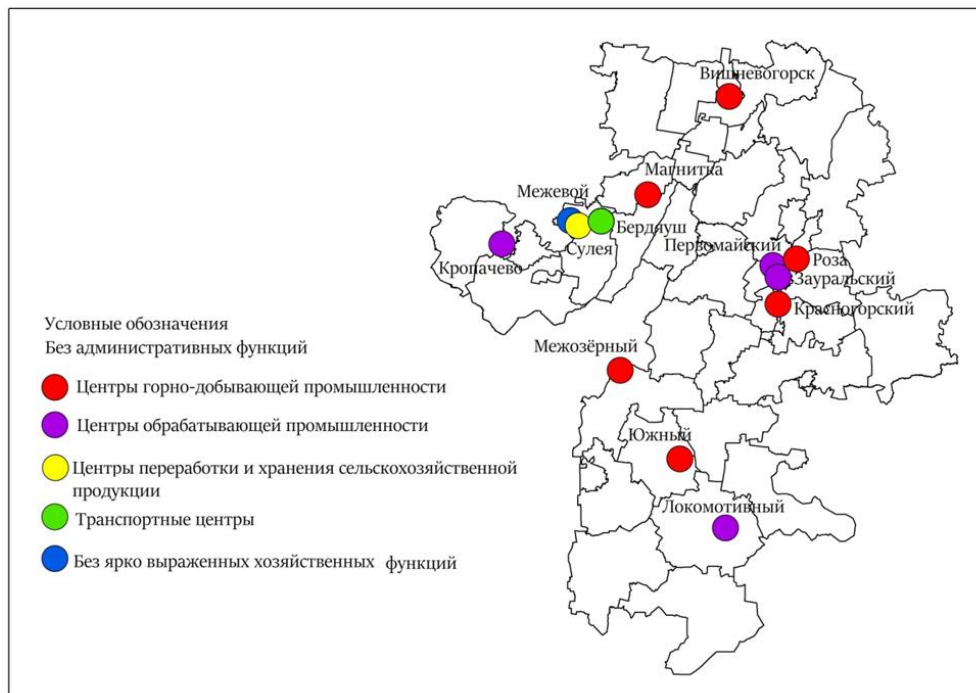 Вишневогорск
Магнитка
Межевой
Бердяуш
Сулея
Первомайский
Роза
Кропачево
Зауральский
Красногорский
Условные обозначения
Без административных функций
Межозёрный
Центры горно-добывающей промышленности
Центры обрабатывающей промышленности
Южный
Центры переработки и хранения сельскохозяйственной
продукции
Локомотивный
Транспортные центры
Без ярко выраженных хозяйственных функций